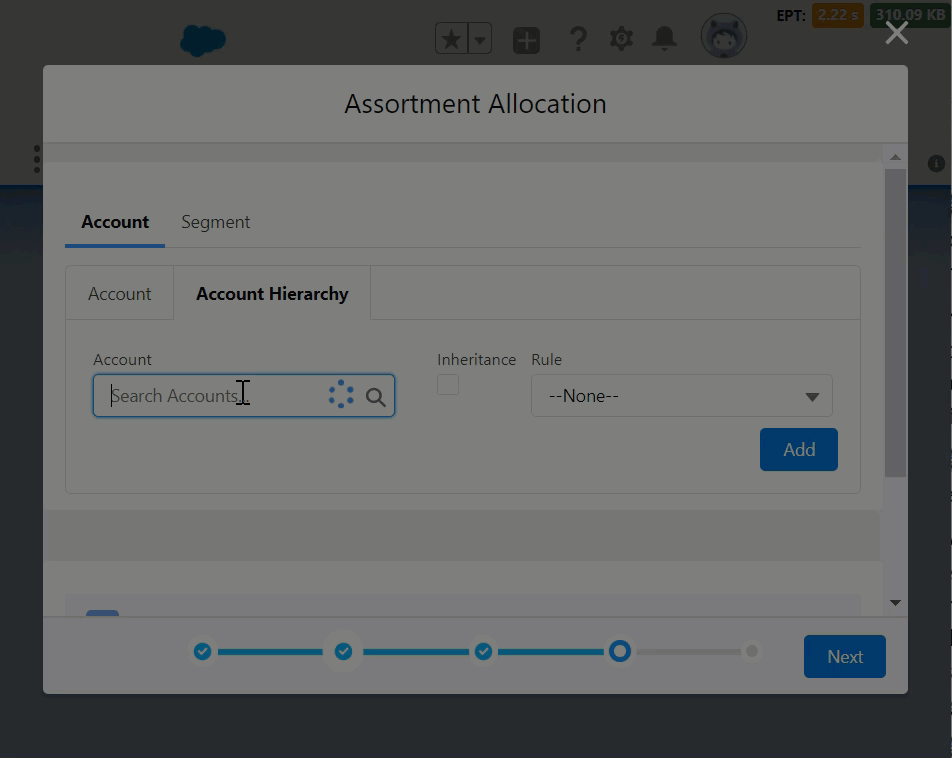 EPT: 2.22 s 310.09 KB
Assortment Allocation
Account Segment
Account Account Hierarchy
Account Inheritance Rule
Search Accounts... --None--
Add
Next